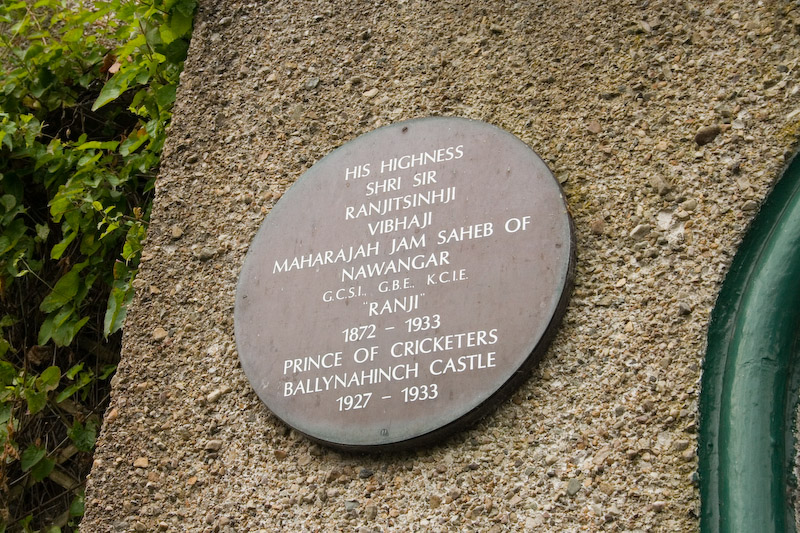 HIS HIGHNESS
SHRI SIR
RANJITSINHJI
VIBHAJI
MAHARAJAH JAM SAHEB OF
NAWANGAR
G.C.S.I., G.B.E., K.C.I.E.
"RANJI"
1872 – 1933
PRINCE OF CRICKETERS
BALLYNAHINCH CASTLE
1927 – 1933